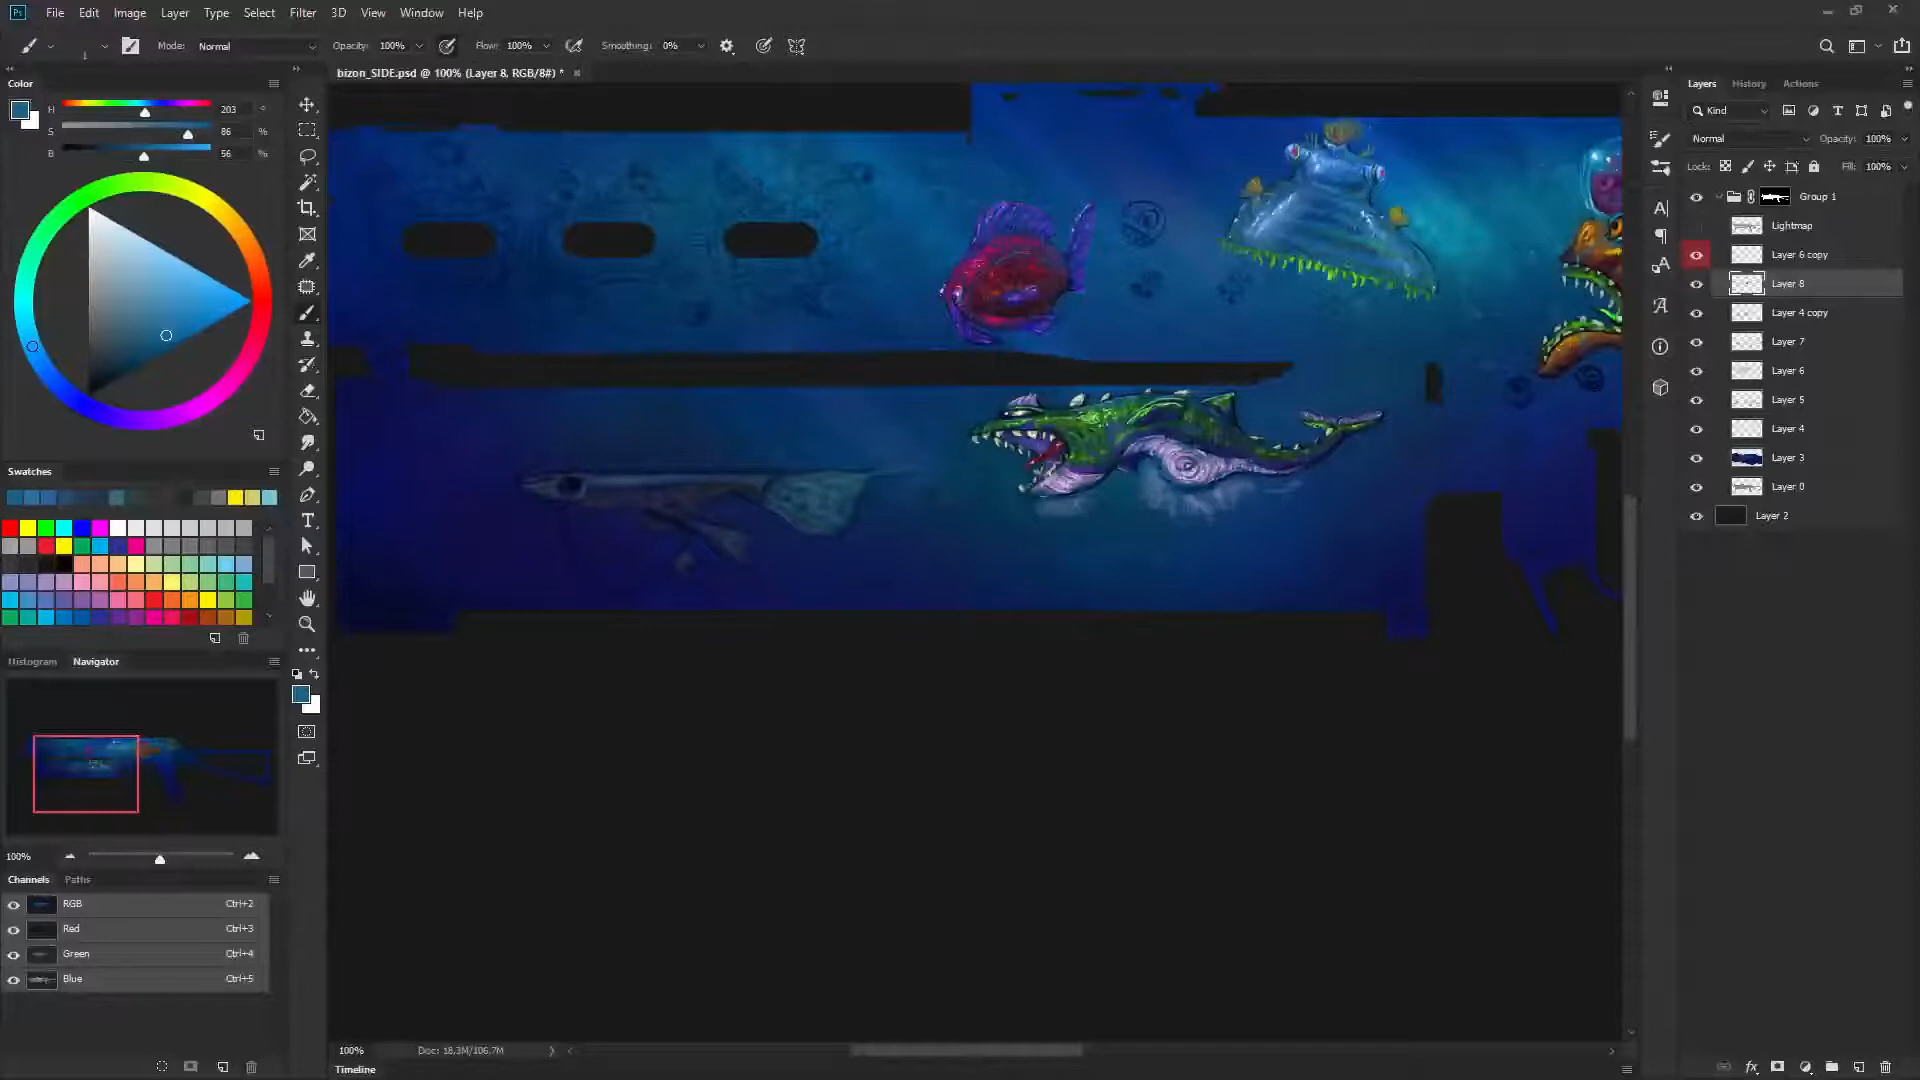 Ps File Edit Image Layer Type Select Filter 3D View Window Help
Mode: Normal Opacity: 100% Flow: 100% Smoothing: 0%
bizon_SIDE.psd @ 100% (Layer 8, RGB/8#) *
Color
H 203 °
S 86 %
B 56 %
Swatches
Histogram Navigator
100%
Channels Paths
RGB Ctrl+2
Red Ctrl+3
Green Ctrl+4
Blue Ctrl+5
100% Doc: 18.3M/106.7M
Timeline
Layers History Actions
Kind
Normal Opacity: 100%
Lock: Fill: 100%
Group 1
Lightmap
Layer 6 copy
Layer 8
Layer 4 copy
Layer 7
Layer 6
Layer 5
Layer 4
Layer 3
Layer 0
Layer 2